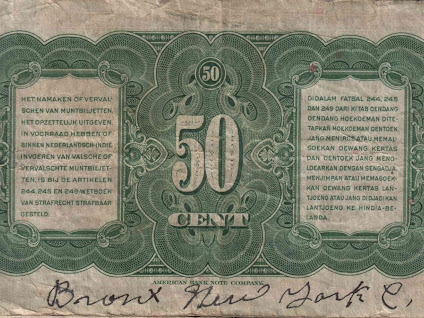 50
HET NAMAKEN OF VERVAL-
SCHEN VAN MUNTBILJETTEN,
HET OPZETTELIJK UITGEVEN,
IN VOORRAAD HEBBEN OF
BINNEN NEDERLANDSCH-INDIE
INVOEREN VAN VALSCHE OF
VERVALSCHTE MUNTBILJET-
TEN, IS BIJ DE ARTIKELEN
244, 245 EN 249 WETBOEK
VAN STRAFRECHT STRAFBAAR
GESTELD.
50
CENT
DIDALAM FATSAL 244, 245
DAN 249 DARI KITAB OENDANG
OENDANG HOEKOEMAN DITE-
TAPKAN HOEKOEMAN OENTOEK
JANG MENIROE ATAU MEMAL-
SOEKAN OEWANG KERTAS
DAN OENTOEK JANG MENG-
LOEARKAN DENGAN SENGADJA,
MENJIMPAN ATAU MEMASOEK-
KAN OEWANG KERTAS LAN-
TJOENG ATAU JANG DIJADIKAN
LANTJOENG KE HINDIA-BE-
LANDA.
AMERICAN BANK NOTE COMPANY.
Bronx New York C.